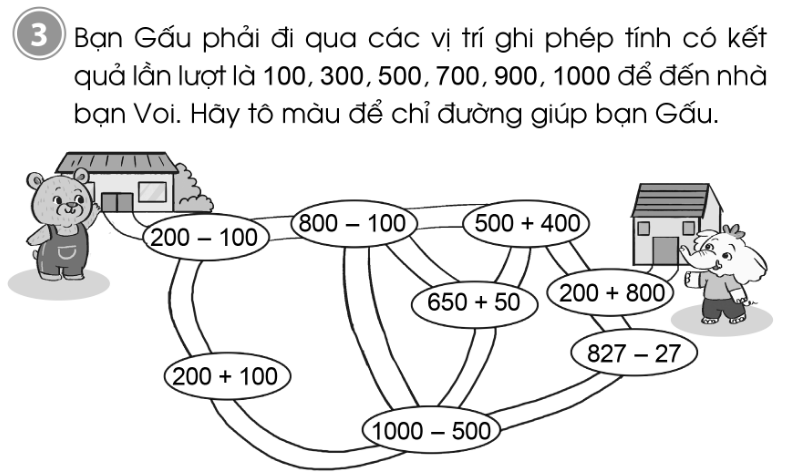 3 Bạn Gấu phải đi qua các vị trí ghi phép tính có kết
quả lần lượt là 100, 300, 500, 700, 900, 1000 để đến nhà
bạn Voi. Hãy tô màu để chỉ đường giúp bạn Gấu.
200 – 100
800 – 100
500 + 400
650 + 50
200 + 800
827 – 27
200 + 100
1000 – 500